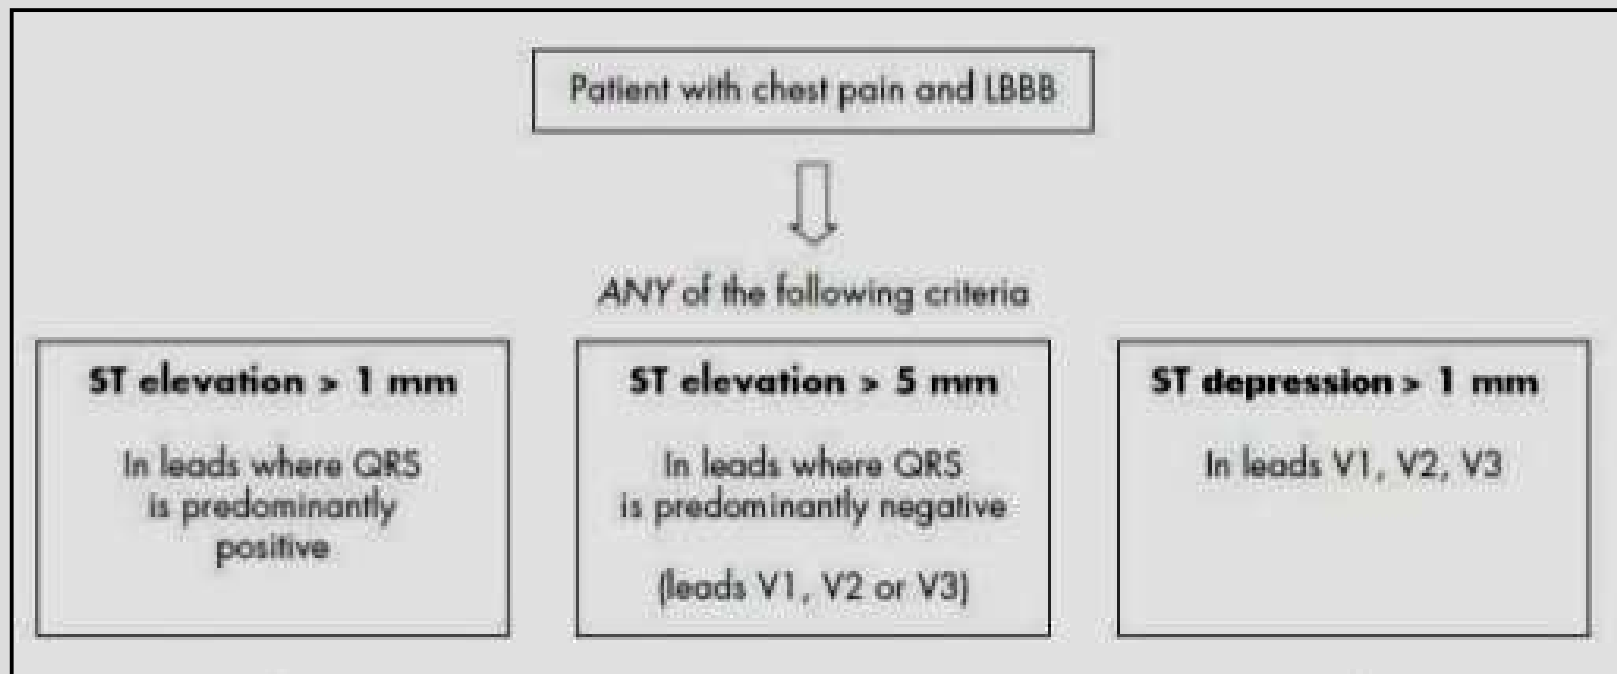 Patient with chest pain and LBBB
ANY of the following criteria
ST elevation > 1 mm
In leads where QRS
is predominantly
positive
ST elevation > 5 mm
In leads where QRS
is predominantly negative
(leads V1, V2 or V3)
ST depression > 1 mm
In leads V1, V2, V3